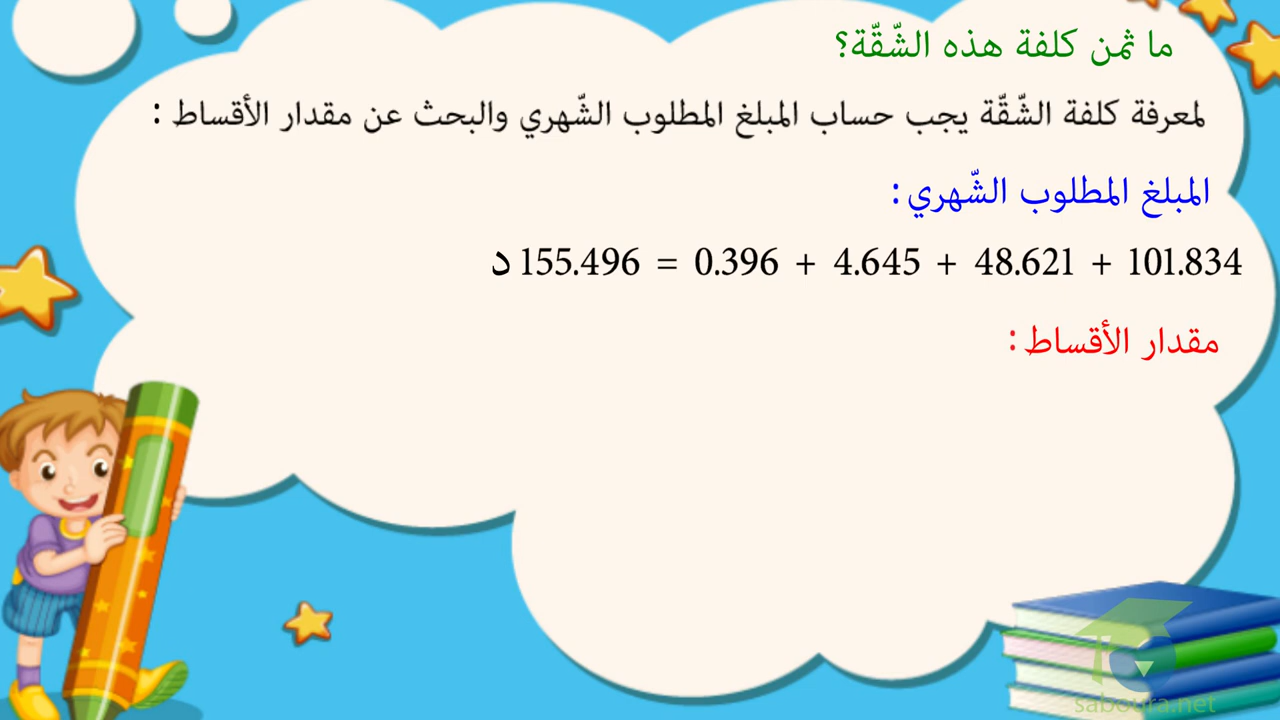 ما ثمن كلفة هذه الشّقّة؟
لمعرفة كلفة الشّقّة يجب حساب المبلغ المطلوب الشّهري والبحث عن مقدار الأقساط :
المبلغ المطلوب الشّهري :
101.834 + 48.621 + 4.645 + 0.396 = 155.496 د
مقدار الأقساط :
saboura.net